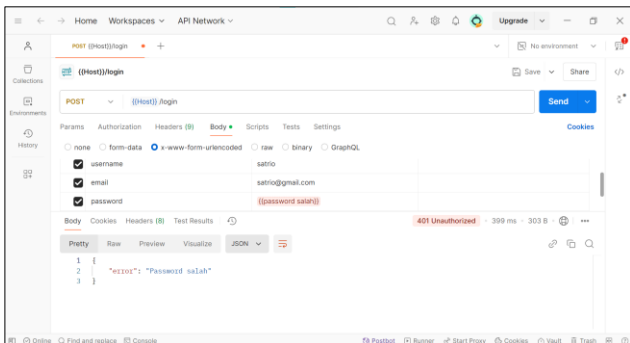 Home Workspaces API Network Upgrade
POST {{Host}}/login No environment
{{Host}}/login Save Share
POST {{Host}} /login Send
Params Authorization Headers (9) Body Scripts Tests Settings Cookies
none form-data x-www-form-urlencoded raw binary GraphQL
username satrio
email satrio@gmail.com
password {{password salah}}
Body Cookies Headers (8) Test Results 401 Unauthorized 399 ms 303 B
Pretty Raw Preview Visualize JSON
1 {
2 "error": "Password salah"
3 }
Collections
Environments
History
Online Find and replace Console Postbot Runner Start Proxy Cookies Vault Trash